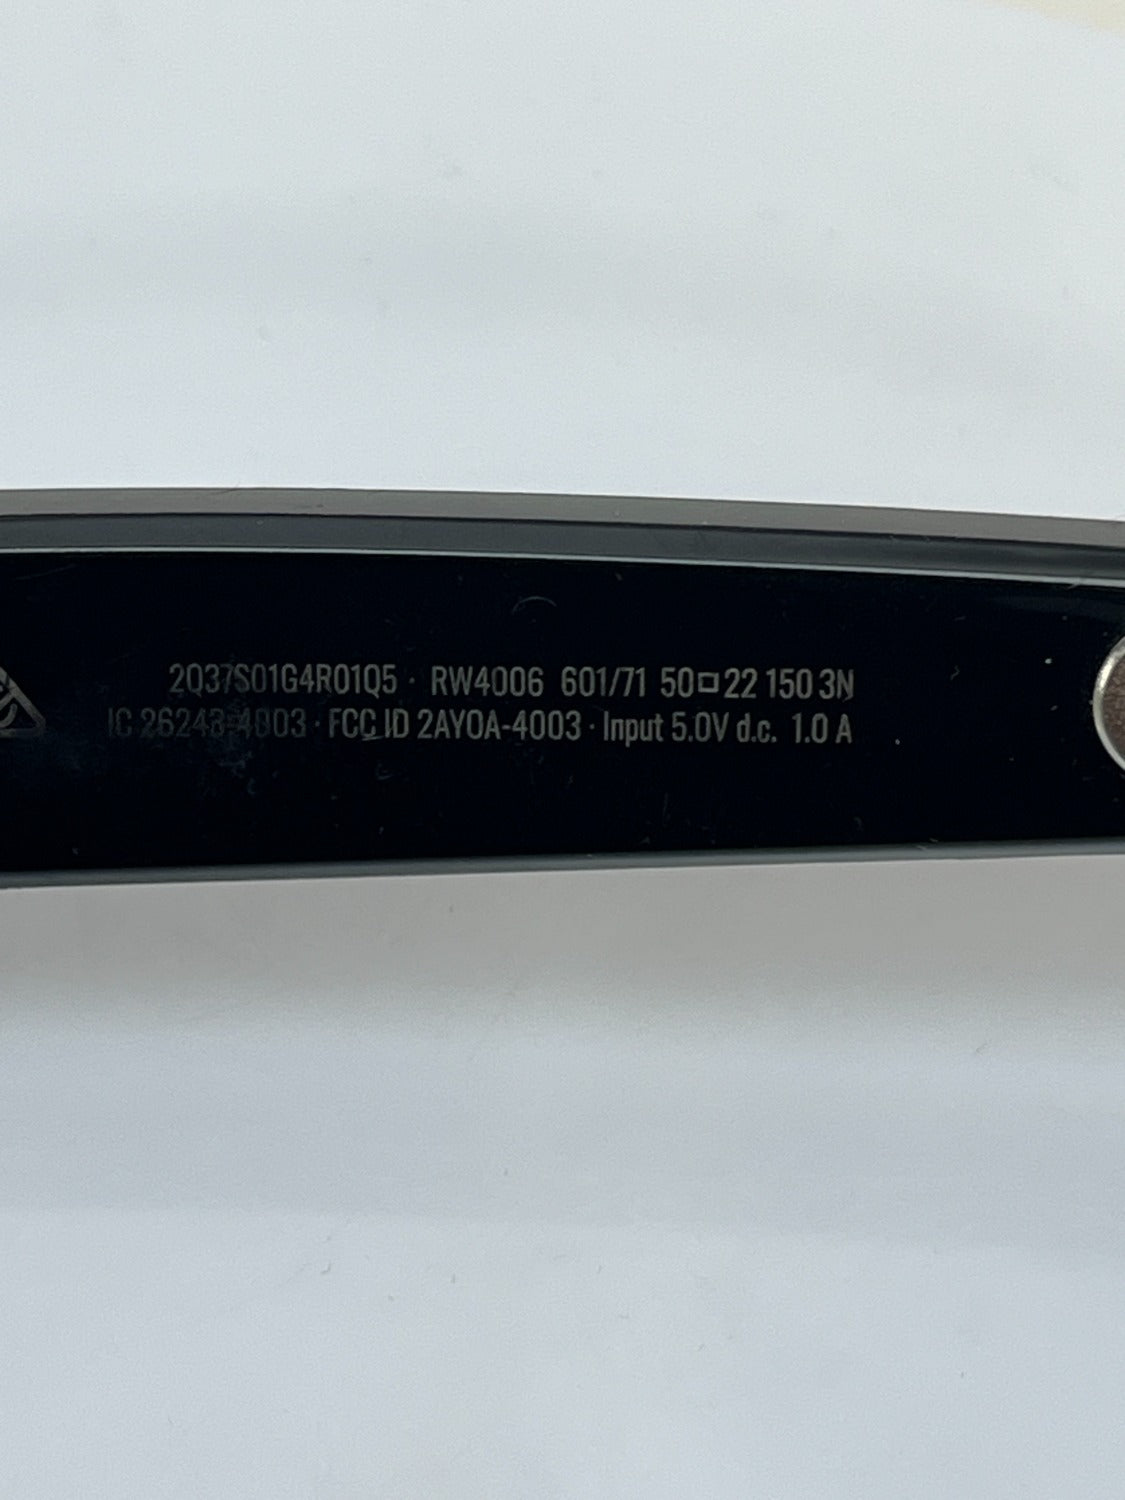 2Q37S01G4R01Q5 · RW4006 601/71 50□22 150 3N
IC 26243-4003 · FCC ID 2AYOA-4003 · Input 5.0V d.c. 1.0 A